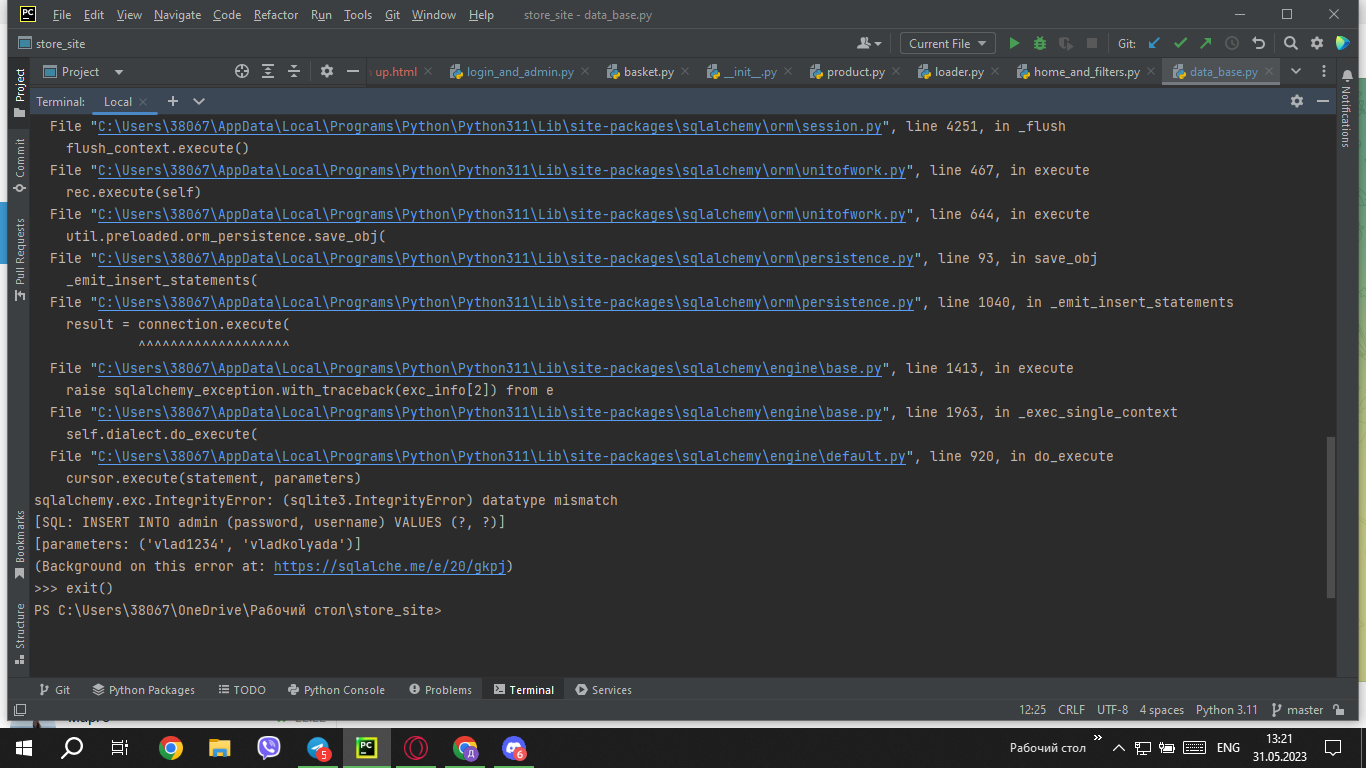 File Edit View Navigate Code Refactor Run Tools Git Window Help store_site - data_base.py
store_site Current File Git:
Project up.html login_and_admin.py basket.py __init__.py product.py loader.py home_and_filters.py data_base.py
Terminal: Local
File "C:\Users\38067\AppData\Local\Programs\Python\Python311\Lib\site-packages\sqlalchemy\orm\session.py", line 4251, in _flush
flush_context.execute()
File "C:\Users\38067\AppData\Local\Programs\Python\Python311\Lib\site-packages\sqlalchemy\orm\unitofwork.py", line 467, in execute
rec.execute(self)
File "C:\Users\38067\AppData\Local\Programs\Python\Python311\Lib\site-packages\sqlalchemy\orm\unitofwork.py", line 644, in execute
util.preloaded.orm_persistence.save_obj(
File "C:\Users\38067\AppData\Local\Programs\Python\Python311\Lib\site-packages\sqlalchemy\orm\persistence.py", line 93, in save_obj
_emit_insert_statements(
File "C:\Users\38067\AppData\Local\Programs\Python\Python311\Lib\site-packages\sqlalchemy\orm\persistence.py", line 1040, in _emit_insert_statements
result = connection.execute(
^^^^^^^^^^^^^^^^^^^
File "C:\Users\38067\AppData\Local\Programs\Python\Python311\Lib\site-packages\sqlalchemy\engine\base.py", line 1413, in execute
raise sqlalchemy_exception.with_traceback(exc_info[2]) from e
File "C:\Users\38067\AppData\Local\Programs\Python\Python311\Lib\site-packages\sqlalchemy\engine\base.py", line 1963, in _exec_single_context
self.dialect.do_execute(
File "C:\Users\38067\AppData\Local\Programs\Python\Python311\Lib\site-packages\sqlalchemy\engine\default.py", line 920, in do_execute
cursor.execute(statement, parameters)
sqlalchemy.exc.IntegrityError: (sqlite3.IntegrityError) datatype mismatch
[SQL: INSERT INTO admin (password, username) VALUES (?, ?)]
[parameters: ('vlad1234', 'vladkolyada')]
(Background on this error at: https://sqlalche.me/e/20/gkpj)
>>> exit()
PS C:\Users\38067\OneDrive\Рабочий стол\store_site>
Project
Commit
Pull Request
Bookmarks
Structure
Notifications
Git Python Packages TODO Python Console Problems Terminal Services
12:25 CRLF UTF-8 4 spaces Python 3.11 master
PC 5 Д 6 Рабочий стол » ENG 13:21
31.05.2023